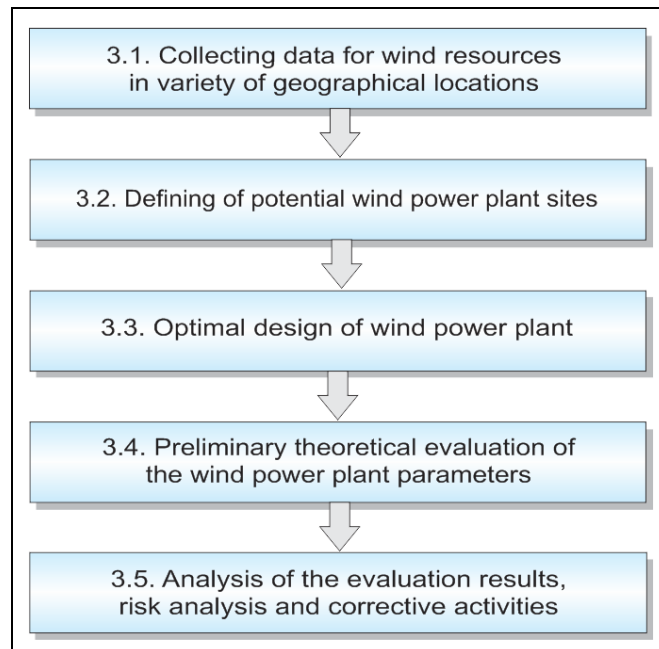 3.1. Collecting data for wind resources
in variety of geographical locations
3.2. Defining of potential wind power plant sites
3.3. Optimal design of wind power plant
3.4. Preliminary theoretical evaluation of
the wind power plant parameters
3.5. Analysis of the evaluation results,
risk analysis and corrective activities